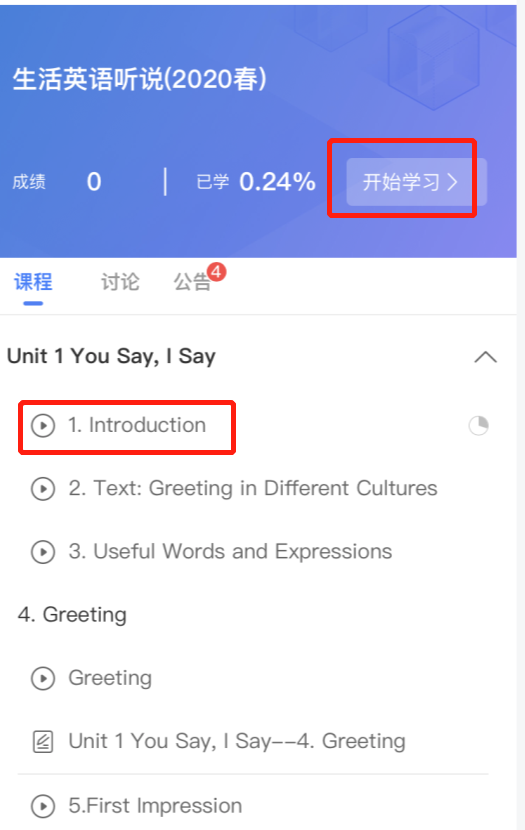 生活英语听说(2020春)
成绩 0 已学 0.24% 开始学习
课程 讨论 公告 4
Unit 1 You Say, I Say
1. Introduction
2. Text: Greeting in Different Cultures
3. Useful Words and Expressions
4. Greeting
Greeting
Unit 1 You Say, I Say--4. Greeting
5.First Impression